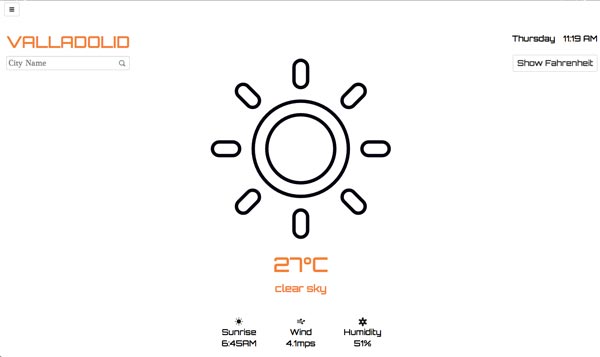 VALLADOLID
City Name
Thursday 11:19 AM
Show Fahrenheit
27ºC
clear sky
Sunrise
6:45AM
Wind
4.1mps
Humidity
51%